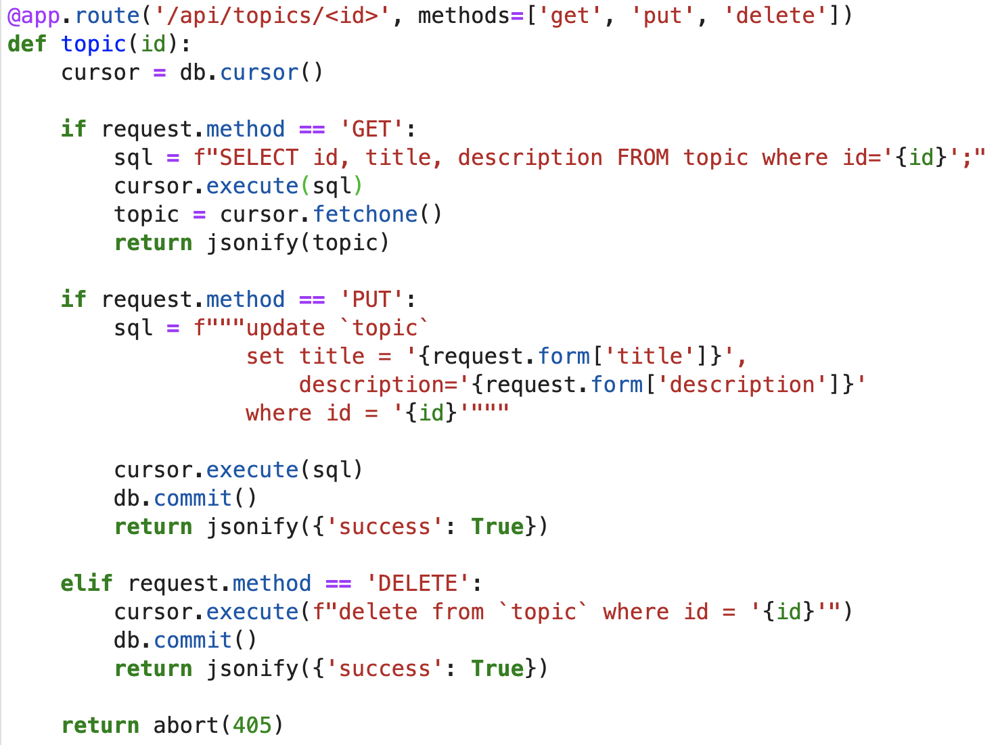 @app.route('/api/topics/<id>', methods=['get', 'put', 'delete'])
def topic(id):
    cursor = db.cursor()

    if request.method == 'GET':
        sql = f"SELECT id, title, description FROM topic where id='{id}';"
        cursor.execute(sql)
        topic = cursor.fetchone()
        return jsonify(topic)

    if request.method == 'PUT':
        sql = f"""update `topic`
                  set title = '{request.form['title']}',
                      description='{request.form['description']}'
                  where id = '{id}'"""

        cursor.execute(sql)
        db.commit()
        return jsonify({'success': True})

    elif request.method == 'DELETE':
        cursor.execute(f"delete from `topic` where id = '{id}'")
        db.commit()
        return jsonify({'success': True})

    return abort(405)